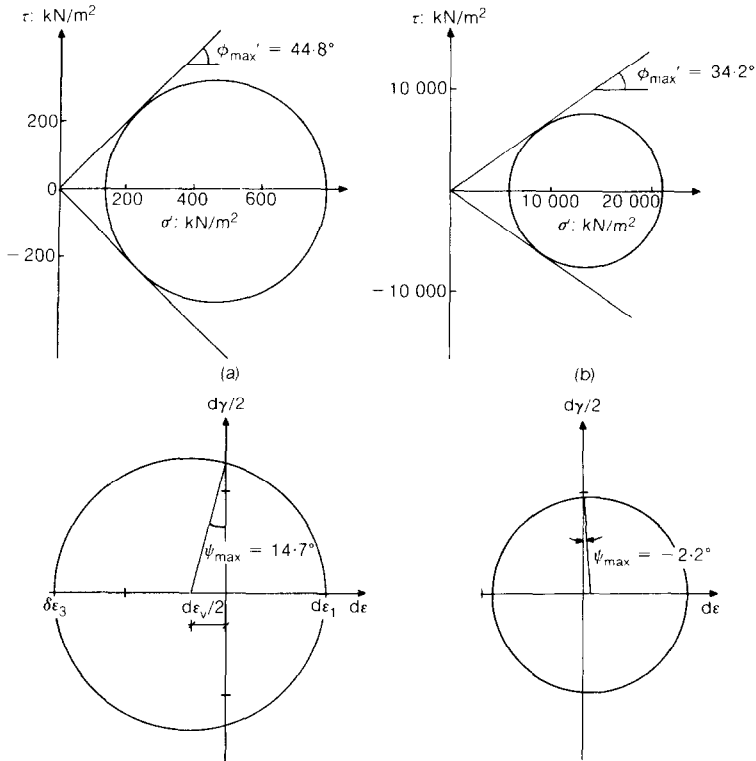 τ: kN/m²
ϕmax′ = 44·8°
200
0
200
400
600
σ′: kN/m²
−200
(a)
τ: kN/m²
ϕmax′ = 34·2°
10 000
0
10 000
20 000
σ′: kN/m²
−10 000
(b)
dγ/2
ψmax = 14·7°
δε₃
dεᵥ/2
dε₁
dε
dγ/2
ψmax = −2·2°
dε